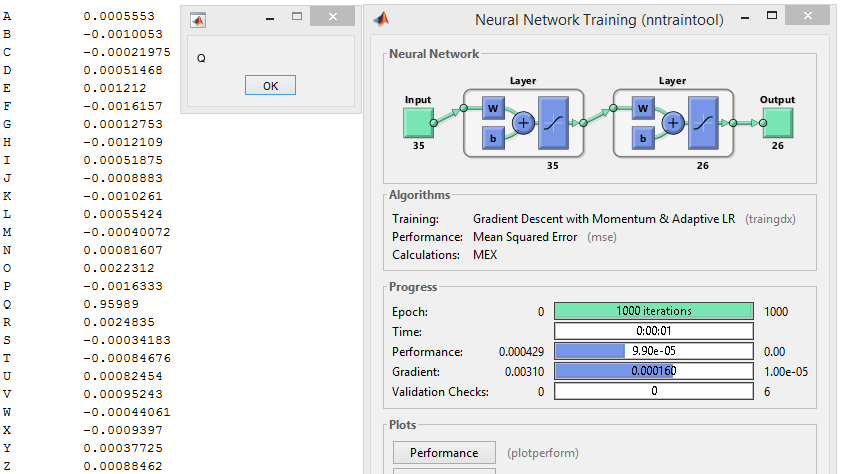 A 0.0005553
B -0.0010053
C -0.00021975
D 0.00051468
E 0.001212
F -0.0016157
G 0.00012753
H -0.0012109
I 0.00051875
J -0.0008883
K -0.0010261
L 0.00055424
M -0.00040072
N 0.00081607
O 0.0022312
P -0.0016333
Q 0.95989
R 0.0024835
S -0.00034183
T -0.00084676
U 0.00082454
V 0.00095243
W -0.00044061
X -0.0009397
Y 0.00037725
Z 0.00088462
Q
OK
Neural Network Training (nntraintool)
Neural Network
Layer Layer
Input Output
W W
b b
35 26
35 26
Algorithms
Training: Gradient Descent with Momentum & Adaptive LR (traingdx)
Performance: Mean Squared Error (mse)
Calculations: MEX
Progress
Epoch: 0 1000 iterations 1000
Time: 0:00:01
Performance: 0.000429 9.90e-05 0.00
Gradient: 0.00310 0.000160 1.00e-05
Validation Checks: 0 0 6
Plots
Performance (plotperform)